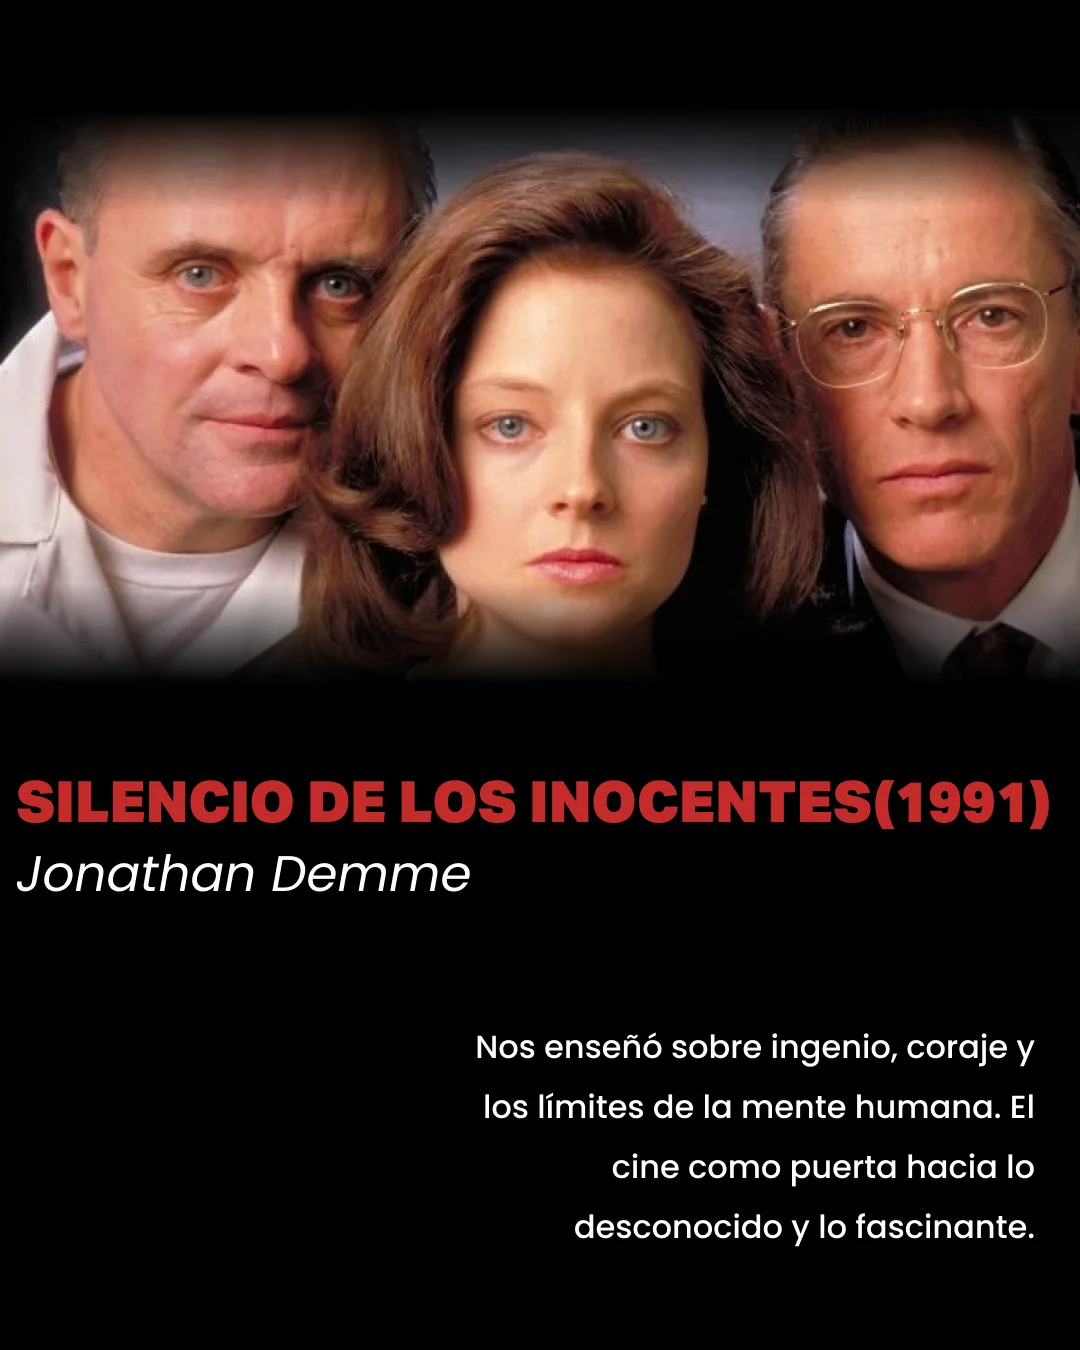 SILENCIO DE LOS INOCENTES(1991)
Jonathan Demme
Nos enseñó sobre ingenio, coraje y
los límites de la mente humana. El
cine como puerta hacia lo
desconocido y lo fascinante.